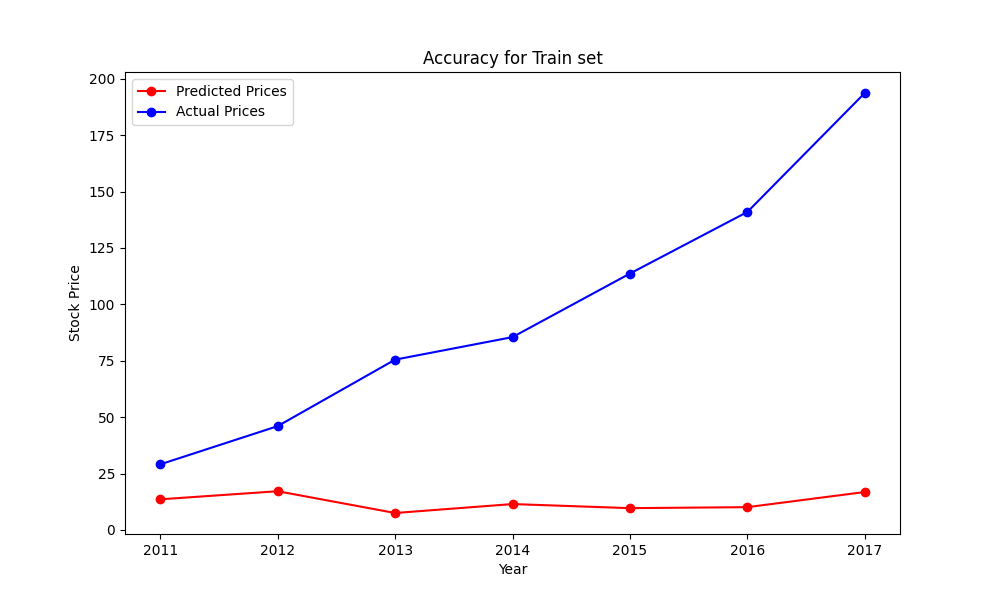 Accuracy for Train set
Predicted Prices
Actual Prices
200
175
150
125
100
75
50
25
0
Stock Price
2011 2012 2013 2014 2015 2016 2017
Year